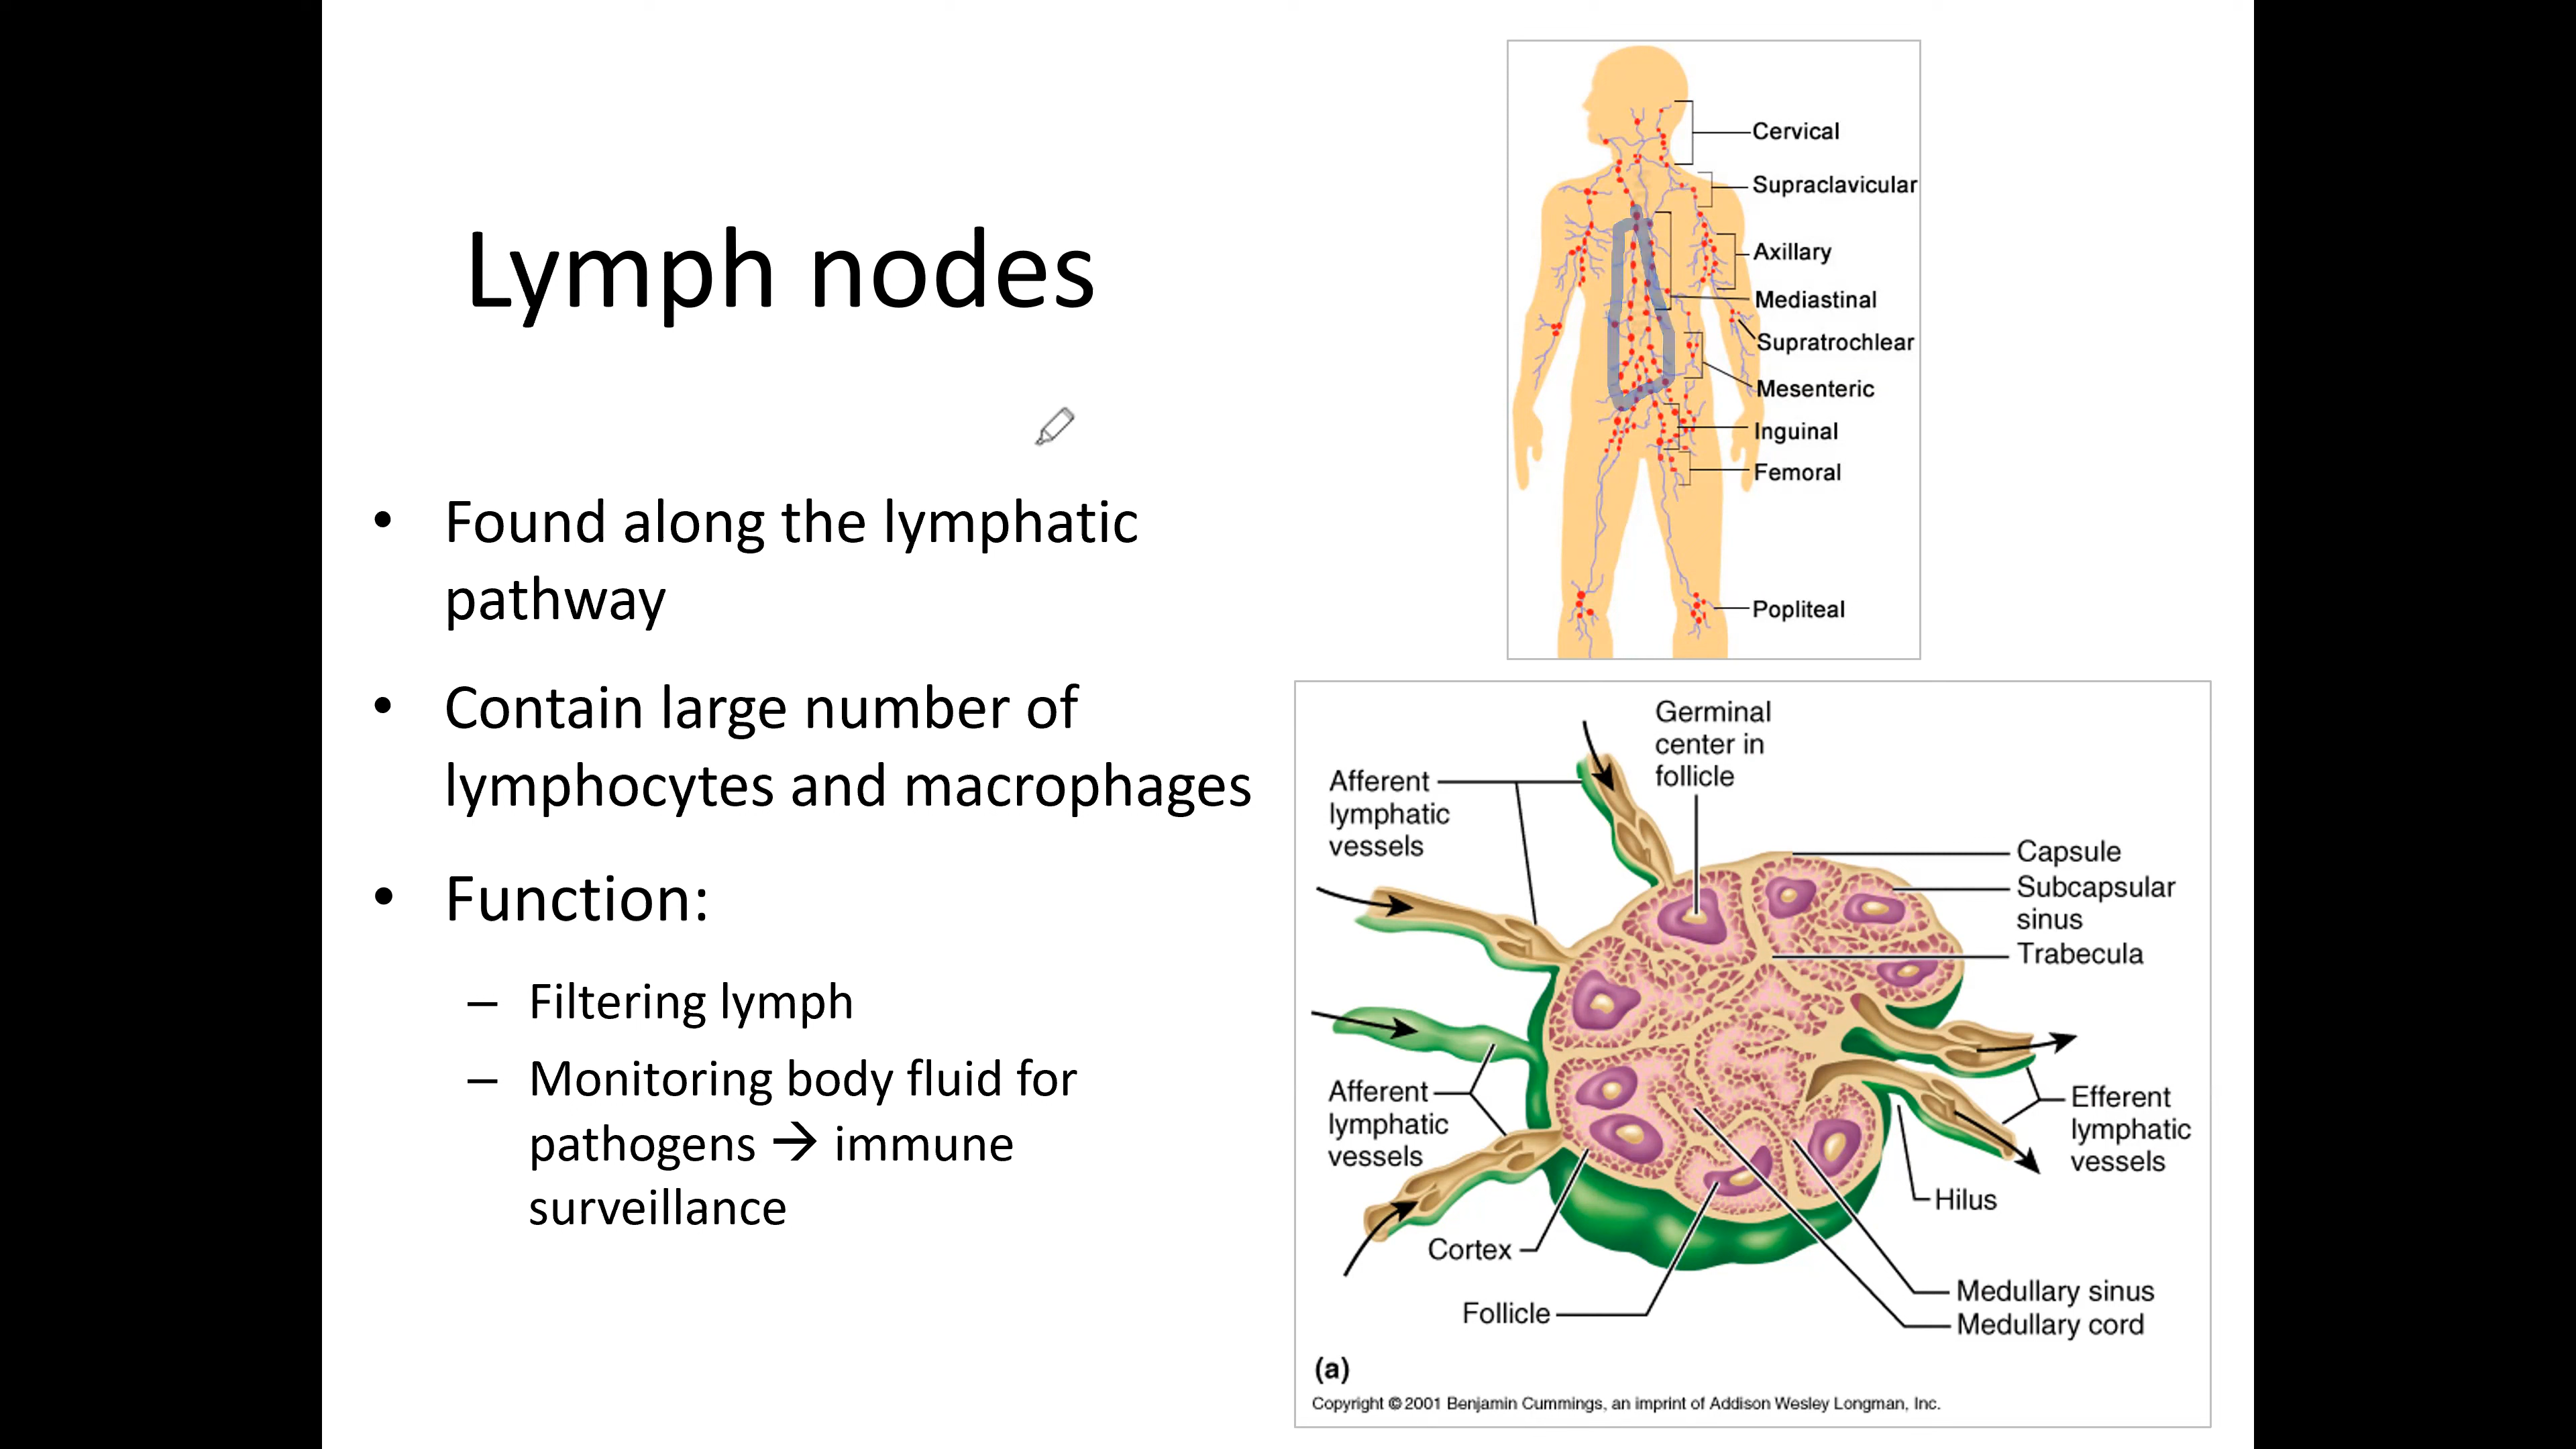 Lymph nodes
• Found along the lymphatic
pathway
• Contain large number of
lymphocytes and macrophages
• Function:
– Filtering lymph
– Monitoring body fluid for
pathogens → immune
surveillance
Cervical
Supraclavicular
Axillary
Mediastinal
Supratrochlear
Mesenteric
Inguinal
Femoral
Popliteal
Germinal
center in
follicle
Afferent
lymphatic
vessels
Capsule
Subcapsular
sinus
Trabecula
Afferent
lymphatic
vessels
Efferent
lymphatic
vessels
Hilus
Cortex
Follicle
Medullary sinus
Medullary cord
(a)
Copyright © 2001 Benjamin Cummings, an imprint of Addison Wesley Longman, Inc.